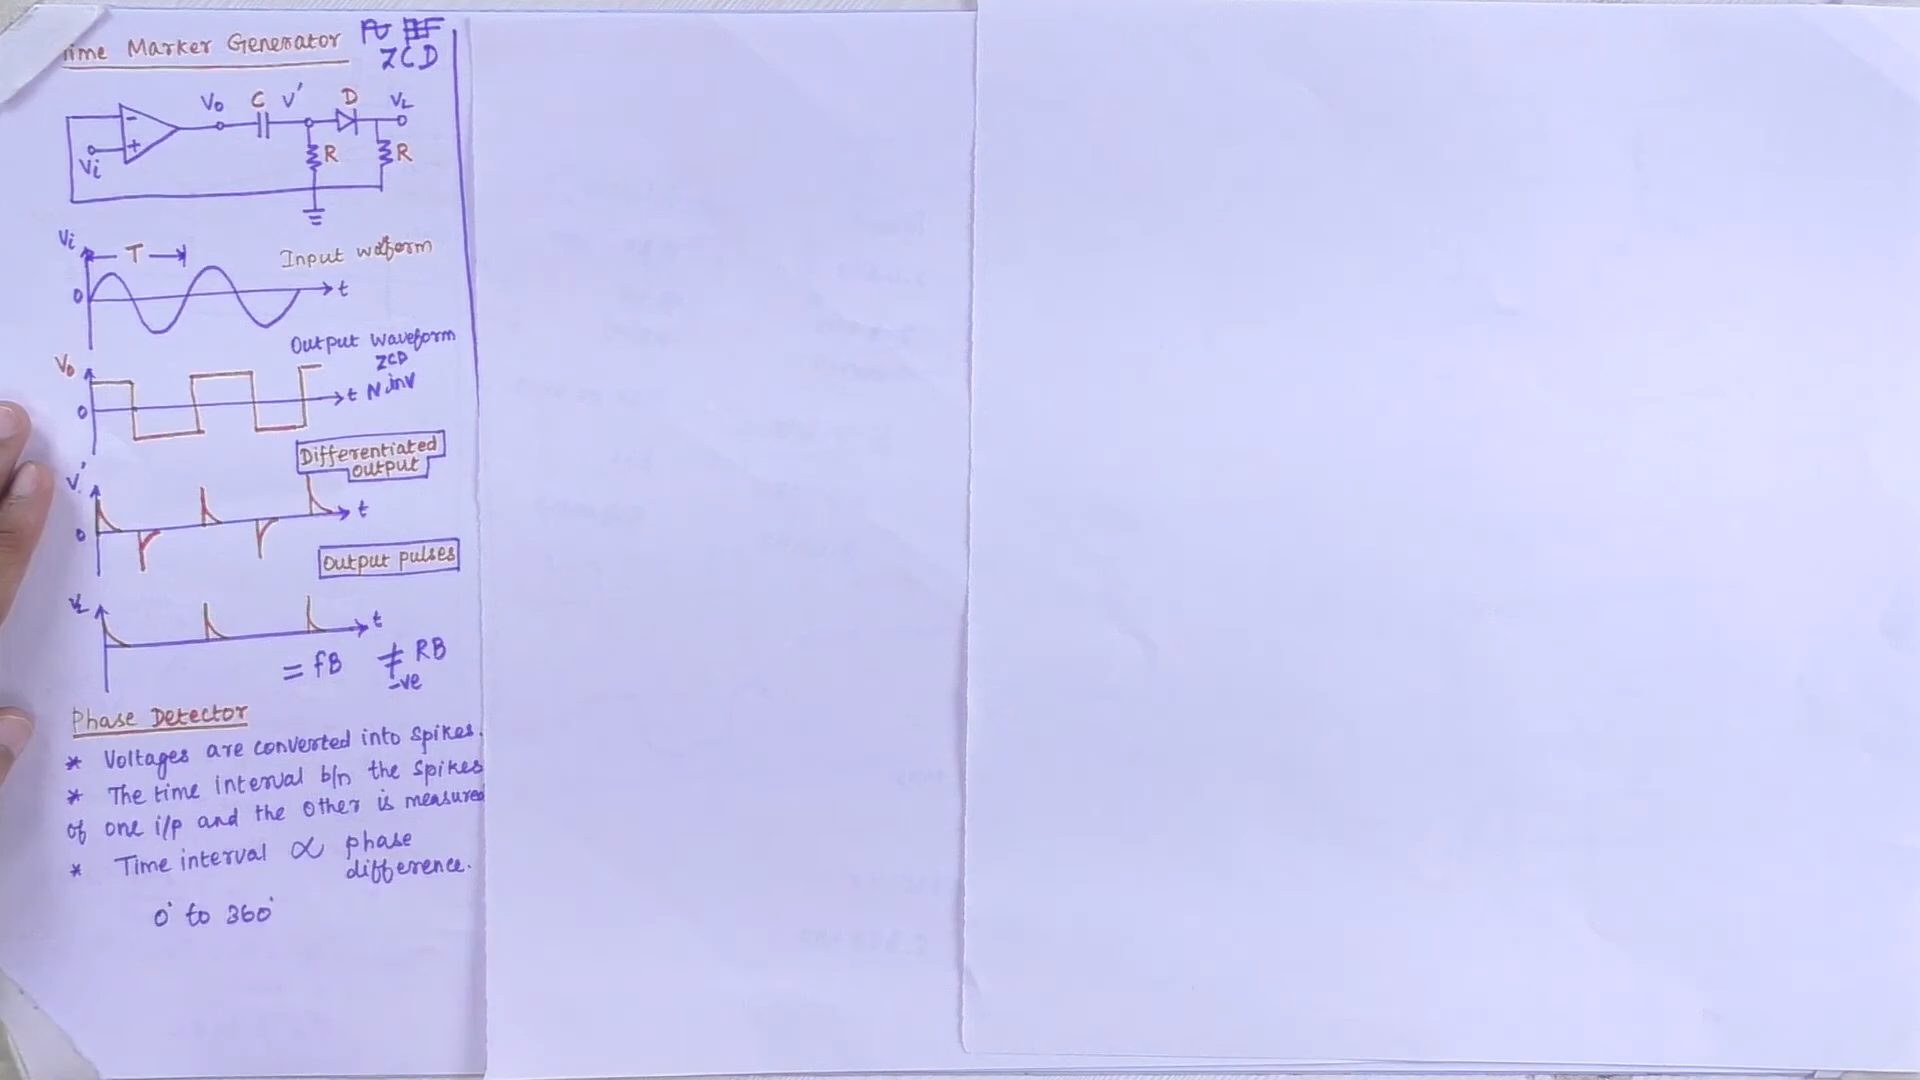 Time Marker Generator
ZCD
Vo C V' D VL
-
+
Vi
R R
Vi
T
Input waveform
0 t
Output waveform
ZCD
Vo
t N inv
0
Differentiated
output
V'
t
0
Output pulses
VL
t
= fB ≠ RB
-ve
Phase Detector
* Voltages are converted into spikes.
* The time interval b/n the spikes
of one i/p and the other is measured
* Time interval ∝ phase
difference.
0° to 360°